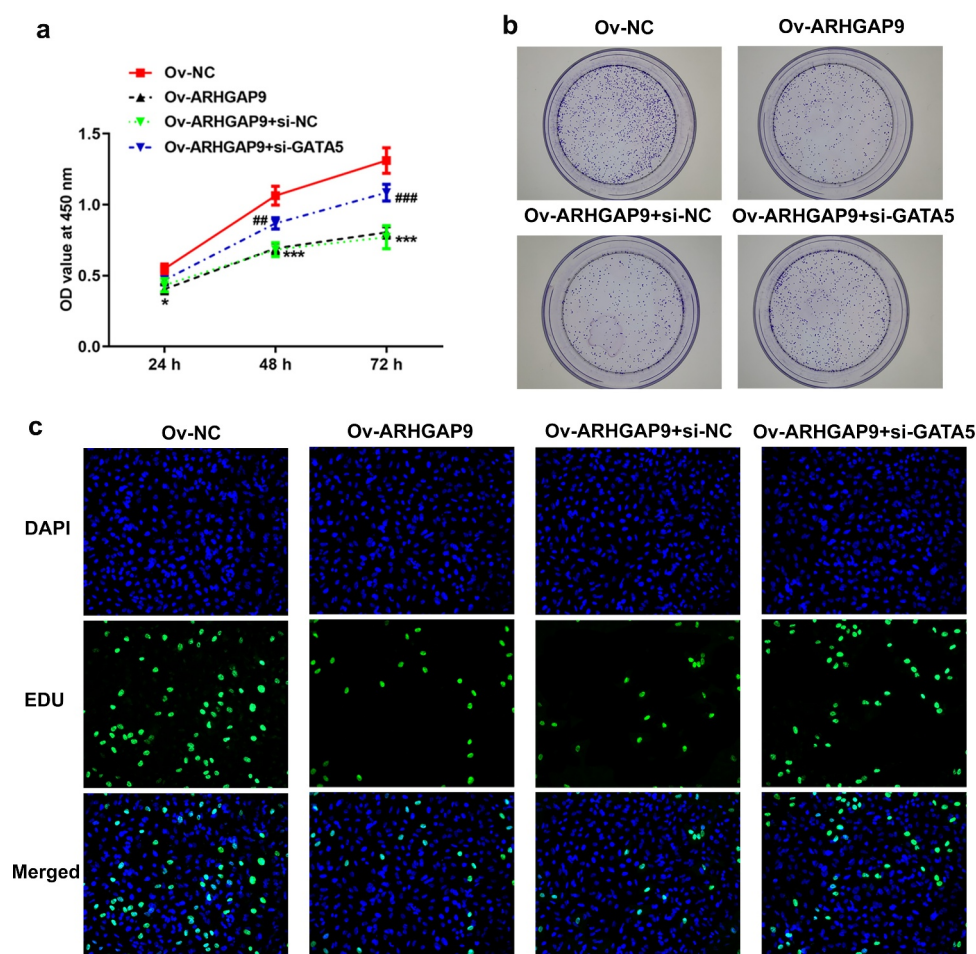 a
Ov-NC
Ov-ARHGAP9
Ov-ARHGAP9+si-NC
Ov-ARHGAP9+si-GATA5
OD value at 450 nm
1.5
1.0
0.5
0.0
##
###
***
***
*
24 h 48 h 72 h
b
Ov-NC Ov-ARHGAP9
Ov-ARHGAP9+si-NC Ov-ARHGAP9+si-GATA5
c
Ov-NC Ov-ARHGAP9 Ov-ARHGAP9+si-NC Ov-ARHGAP9+si-GATA5
DAPI
EDU
Merged